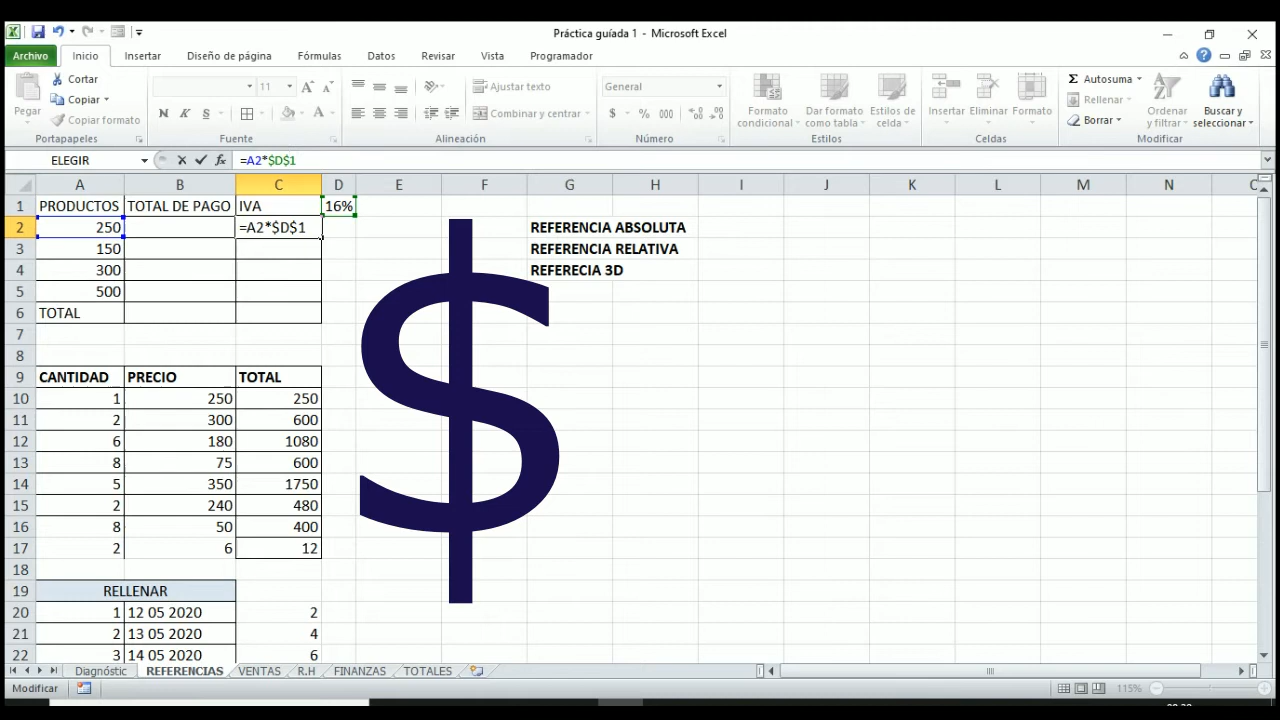 Práctica guíada 1 - Microsoft Excel
Archivo Inicio Insertar Diseño de página Fórmulas Datos Revisar Vista Programador
Pegar
Cortar
Copiar
Copiar formato
Portapapeles
11
N K S
Fuente
Ajustar texto
Combinar y centrar
Alineación
General
$ % 000
Número
Formato condicional
Dar formato como tabla
Estilos de celda
Estilos
Insertar Eliminar Formato
Celdas
Autosuma
Rellenar
Borrar
Ordenar y filtrar
Buscar y seleccionar
Modificar
ELEGIR fx =A2*$D$1
A B C D E F G H I J K L M N
1 PRODUCTOS TOTAL DE PAGO IVA 16%
2 250 =A2*$D$1 REFERENCIA ABSOLUTA
3 150 REFERENCIA RELATIVA
4 300 REFERECIA 3D
5 500
6 TOTAL
7
8
9 CANTIDAD PRECIO TOTAL
10 1 250 250
11 2 300 600
12 6 180 1080
13 8 75 600
14 5 350 1750
15 2 240 480
16 8 50 400
17 2 6 12
18
19 RELLENAR
20 1 12 05 2020 2
21 2 13 05 2020 4
22 3 14 05 2020 6
$
Diagnóstic REFERENCIAS VENTAS R.H FINANZAS TOTALES
Modificar 115%